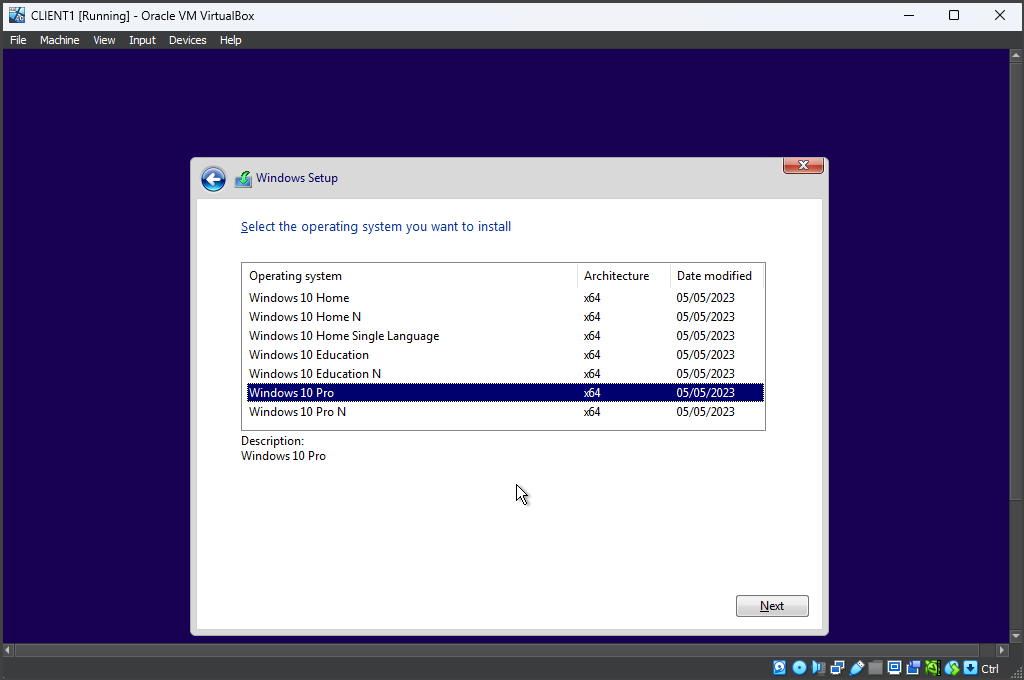 CLIENT1 [Running] - Oracle VM VirtualBox
File Machine View Input Devices Help
Windows Setup
Select the operating system you want to install
Operating system Architecture Date modified
Windows 10 Home x64 05/05/2023
Windows 10 Home N x64 05/05/2023
Windows 10 Home Single Language x64 05/05/2023
Windows 10 Education x64 05/05/2023
Windows 10 Education N x64 05/05/2023
Windows 10 Pro x64 05/05/2023
Windows 10 Pro N x64 05/05/2023
Description:
Windows 10 Pro
Next
Ctrl